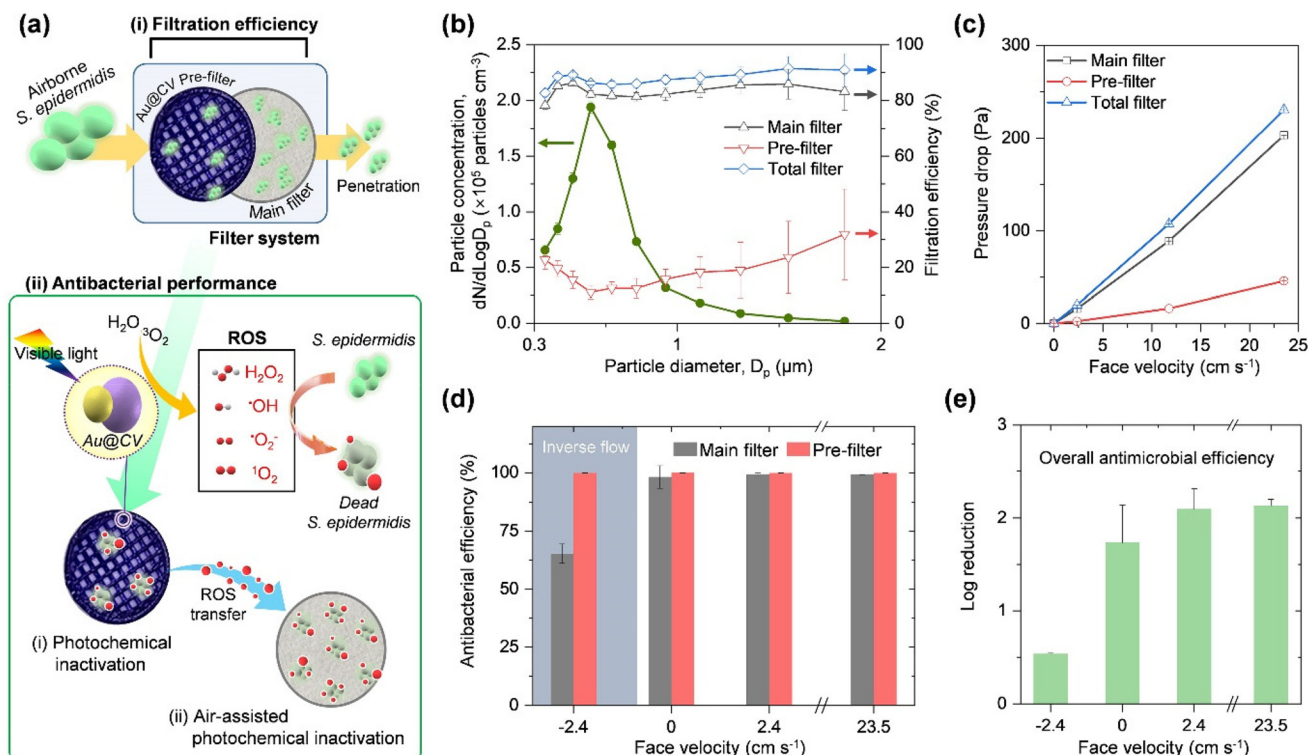 (a)
(i) Filtration efficiency
Airborne
S. epidermidis
Au@CV Pre-filter
Main filter
Penetration
Filter system
(ii) Antibacterial performance
Visible light
H2O
3O2
Au@CV
ROS
H2O2
•OH
•O2-
1O2
S. epidermidis
Dead
S. epidermidis
ROS
transfer
(i) Photochemical
inactivation
(ii) Air-assisted
photochemical inactivation
(b)
Particle concentration,
dN/dLogDp (×10⁵ particles cm-3)
2.5
2.0
1.5
1.0
0.5
0.0
100
80
60
40
20
0
Filtration efficiency (%)
Main filter
Pre-filter
Total filter
0.3
1
2
Particle diameter, Dp (µm)
(c)
Pressure drop (Pa)
300
200
100
0
Main filter
Pre-filter
Total filter
0
5
10
15
20
25
Face velocity (cm s-1)
(d)
Antibacterial efficiency (%)
100
75
50
25
0
Inverse flow
Main filter
Pre-filter
-2.4
0
2.4
23.5
Face velocity (cm s-1)
(e)
Log reduction
3
2
1
0
Overall antimicrobial efficiency
-2.4
0
2.4
23.5
Face velocity (cm s-1)